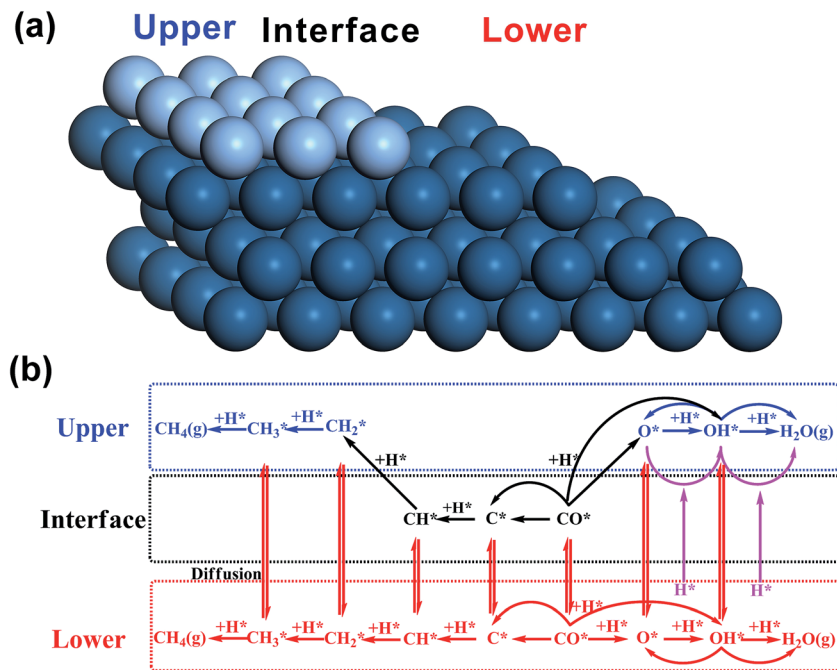 (a)
Upper Interface Lower
(b)
Upper
CH₄(g) +H* CH₃* +H* CH₂* O* +H* OH* +H* H₂O(g)
+H* +H*
Interface
CH* +H* C* CO*
Diffusion
H* H*
+H*
Lower
CH₄(g) +H* CH₃* +H* CH₂* +H* CH* +H* C* CO* +H* O* +H* OH* +H* H₂O(g)